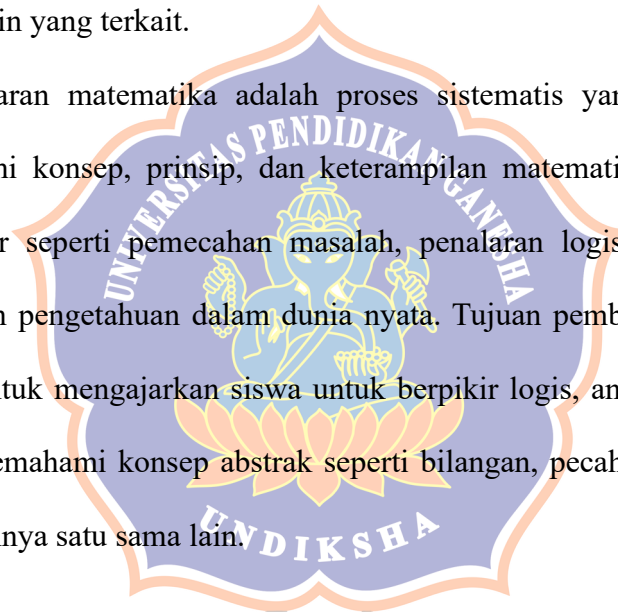 in yang terkait.
aran matematika adalah proses sistematis yan
ni konsep, prinsip, dan keterampilan matemati
r seperti pemecahan masalah, penalaran logis
n pengetahuan dalam dunia nyata. Tujuan pemb
tuk mengajarkan siswa untuk berpikir logis, an
emahami konsep abstrak seperti bilangan, pecah
nya satu sama lain.
UNIVERSITAS PENDIDIKAN GANESHA
UNDIKSHA